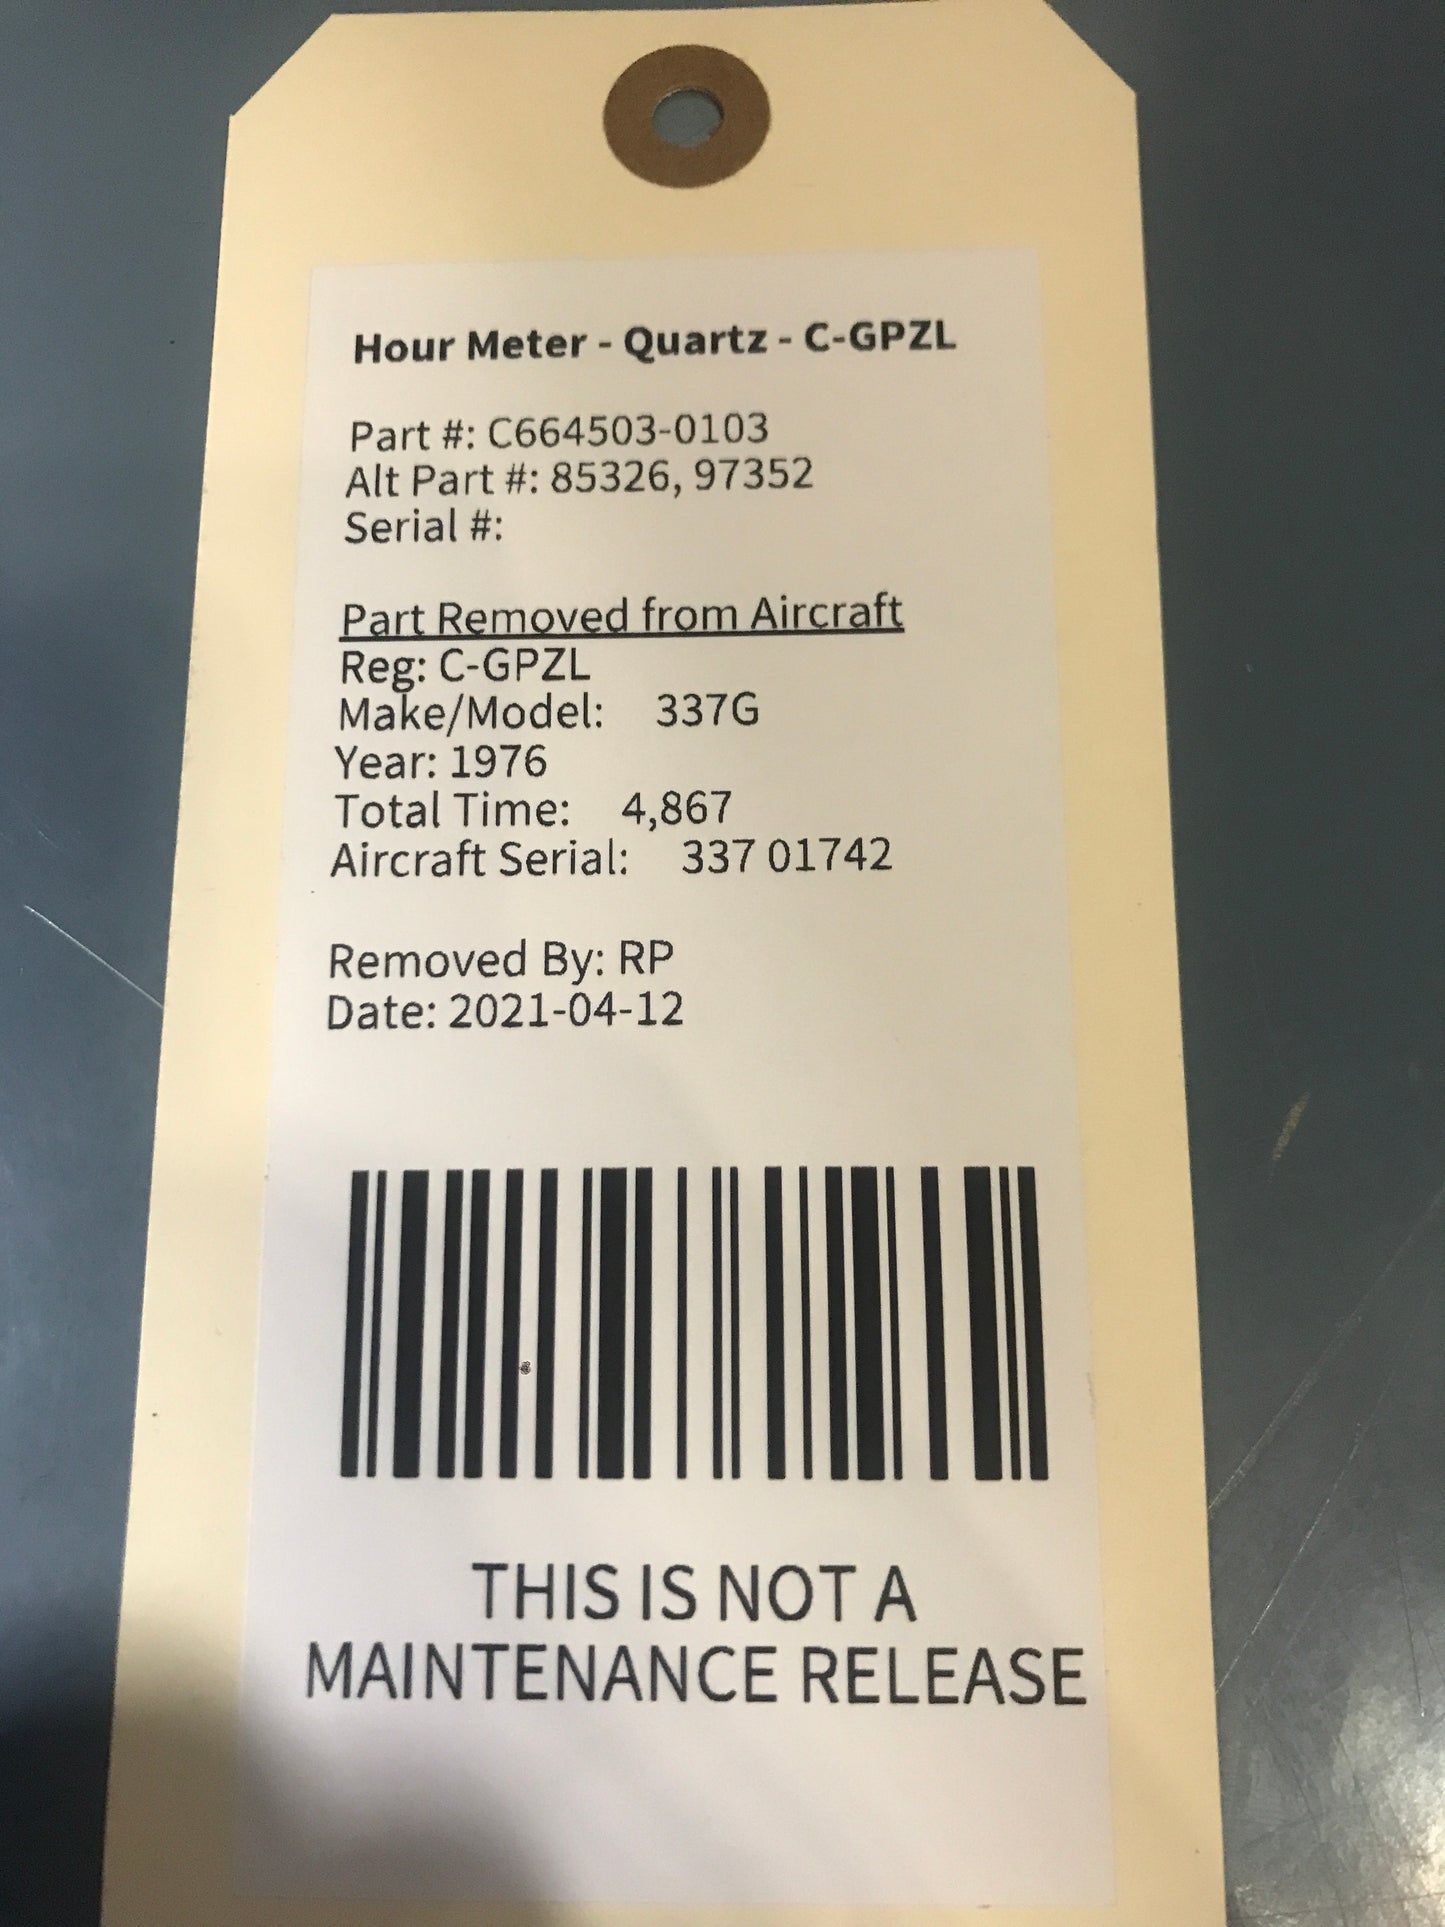 Hour Meter - Quartz - C-GPZL
Part #: C664503-0103
Alt Part #: 85326, 97352
Serial #:
Part Removed from Aircraft
Reg: C-GPZL
Make/Model: 337G
Year: 1976
Total Time: 4,867
Aircraft Serial: 337 01742
Removed By: RP
Date: 2021-04-12
THIS IS NOT A
MAINTENANCE RELEASE